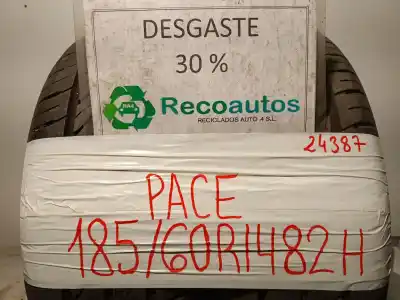 DESGASTE
30 %
Recoautos
RECICLADOS AUTO .4 S.L.
24387
PACE
185/60R1482H